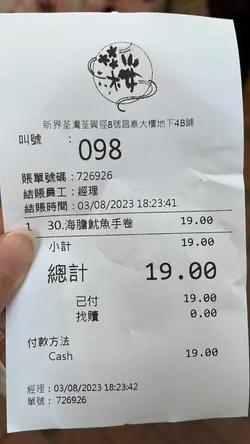 新界荃灣荃興徑8號昌泰大樓地下4B舖
叫號 :
098
賬單號碼 : 726926
結賬員工 : 經理
結賬時間 : 03/08/2023 18:23:41
1 30.海膽魷魚手卷 19.00
小計 19.00
總計 19.00
已付 19.00
找贖 0.00
付款方法
Cash 19.00
經理 : 03/08/2023 18:23:42
單號 : 726926